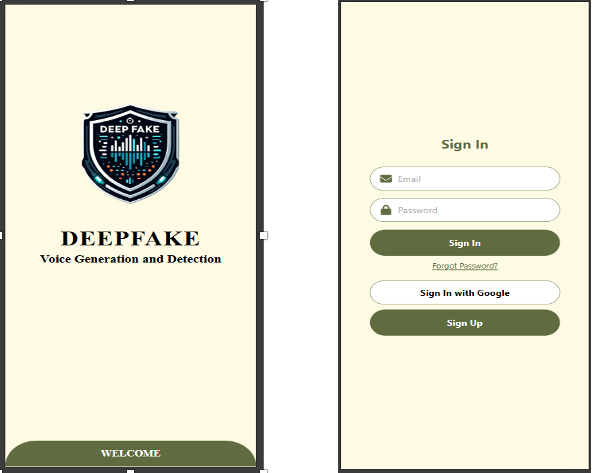 DEEP FAKE
DEEPFAKE
Voice Generation and Detection
WELCOME
Sign In
Email
Password
Sign In
Forgot Password?
Sign In with Google
Sign Up